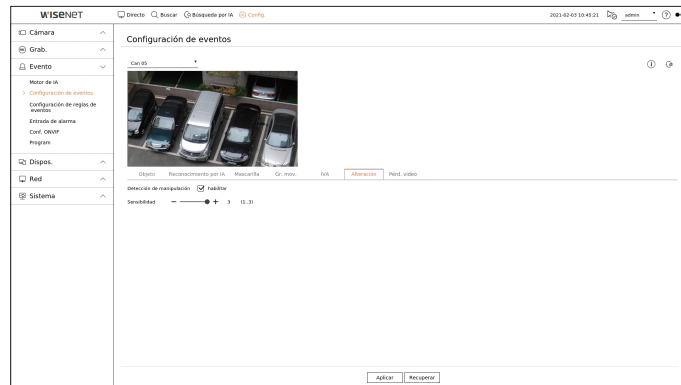 WISENET
Directo Buscar Búsqueda por IA Config. 2021-02-03 10:45:21 admin
Cámara
Grab.
Evento
Motor de IA
Configuración de eventos
Configuración de reglas de
eventos
Entrada de alarma
Conf. ONVIF
Program
Dispos.
Red
Sistema
Configuración de eventos
Can 05
Objeto Reconocimiento por IA Mascarilla Gr. mov. IVA Alteración Pérd. video
Detección de manipulación habilitar
Sensibilidad 3 (1..3)
Aplicar Recuperar